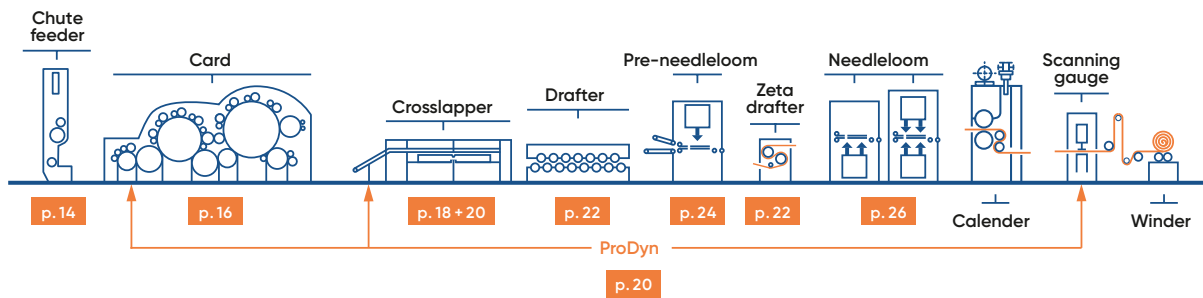 Chute
feeder
Card
Crosslapper
Drafter
Pre-needleloom
Zeta
drafter
Needleloom
Scanning
gauge
p. 14
p. 16
p. 18 + 20
p. 22
p. 24
p. 22
p. 26
Calender
Winder
ProDyn
p. 20